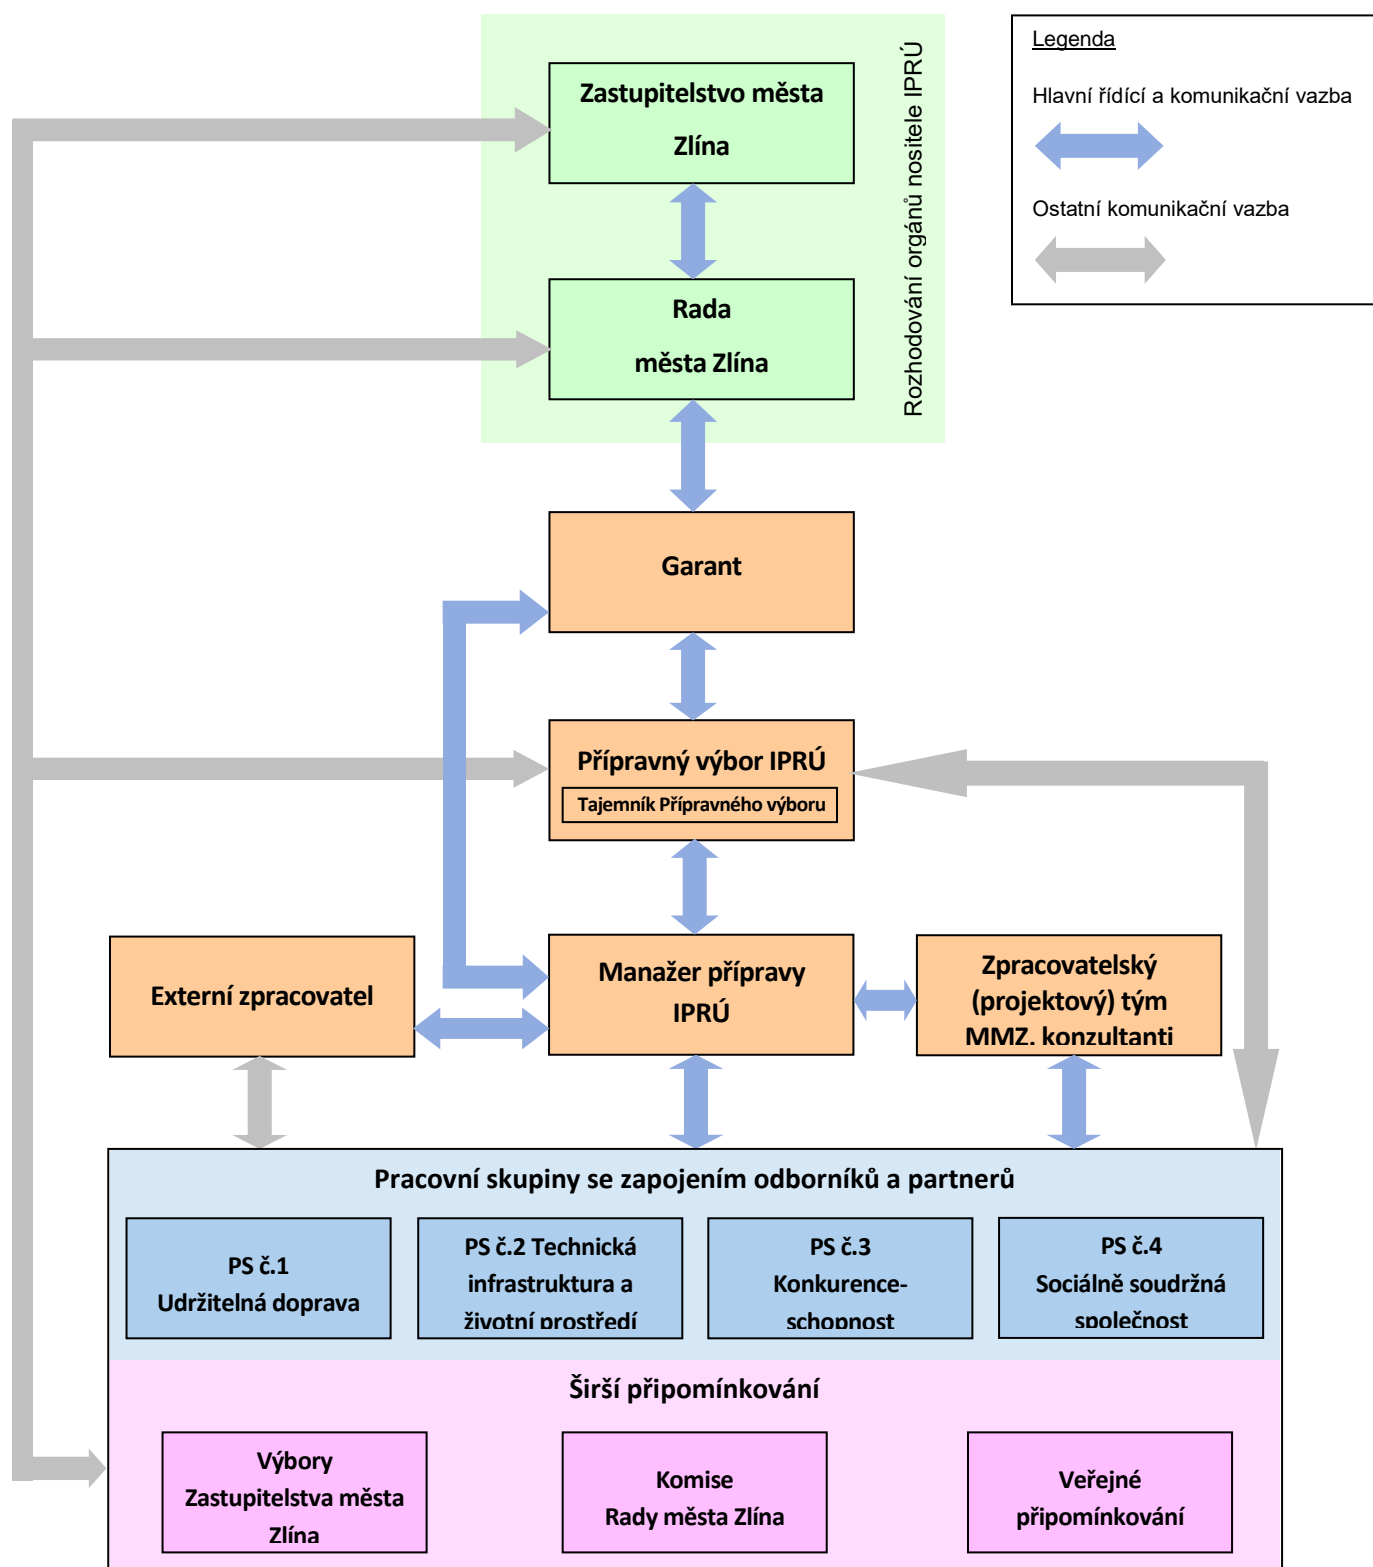 Legenda
Hlavní řídící a komunikační vazba
Ostatní komunikační vazba
Rozhodování orgánů nositele IPRÚ
Zastupitelstvo města
Zlína
Rada
města Zlína
Garant
Přípravný výbor IPRÚ
Tajemník Přípravného výboru
Externí zpracovatel
Manažer přípravy
IPRÚ
Zpracovatelský
(projektový) tým
MMZ, konzultanti
Pracovní skupiny se zapojením odborníků a partnerů
PS č.1
Udržitelná doprava
PS č.2 Technická
infrastruktura a
životní prostředí
PS č.3
Konkurence-
schopnost
PS č.4
Sociálně soudržná
společnost
Širší připomínkování
Výbory
Zastupitelstva města
Zlína
Komise
Rady města Zlína
Veřejné
připomínkování